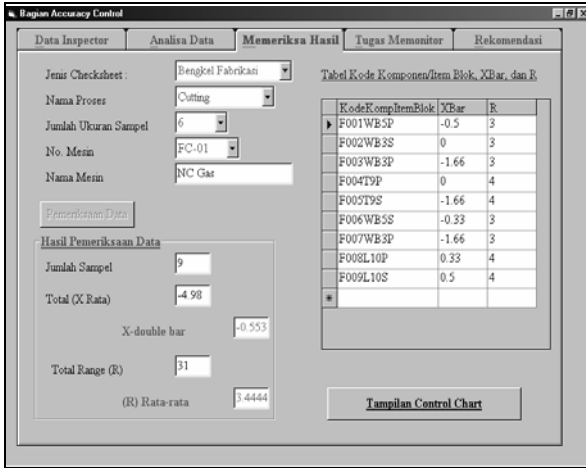 Bagian Accuracy Control
Data Inspector Analisa Data Memeriksa Hasil Tugas Memonitor Rekomendasi
Jenis Checksheet : Bengkel Fabrikasi
Nama Proses Cutting
Jumlah Ukuran Sampel 6
No. Mesin FC-01
Nama Mesin NC Gas
Pemeriksaan Data
Hasil Pemeriksaan Data
Jumlah Sampel 9
Total (X Rata) -4.98
X-double bar -0.553
Total Range (R) 31
(R) Rata-rata 3.4444
Tabel Kode Komponen/Item Blok, XBar, dan R
KodeKompItemBlok XBar R
F001WB5P -0.5 3
F002WB3S 0 3
F003WB3P -1.66 3
F004T9P 0 4
F005T9S -1.66 4
F006WB5S -0.33 3
F007WB3P -1.66 3
F008L10P 0.33 4
F009L10S 0.5 4
Tampilan Control Chart